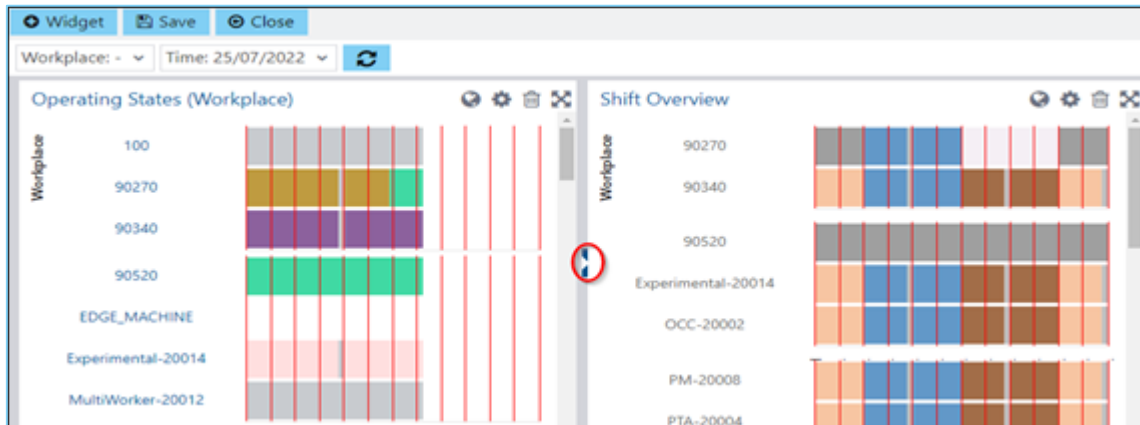 Widget Save Close
Workplace: - Time: 25/07/2022
Operating States (Workplace)
Workplace
100
90270
90340
90520
EDGE_MACHINE
Experimental-20014
MultiWorker-20012
Shift Overview
Workplace
90270
90340
90520
Experimental-20014
OCC-20002
PM-20008
PTA-20004